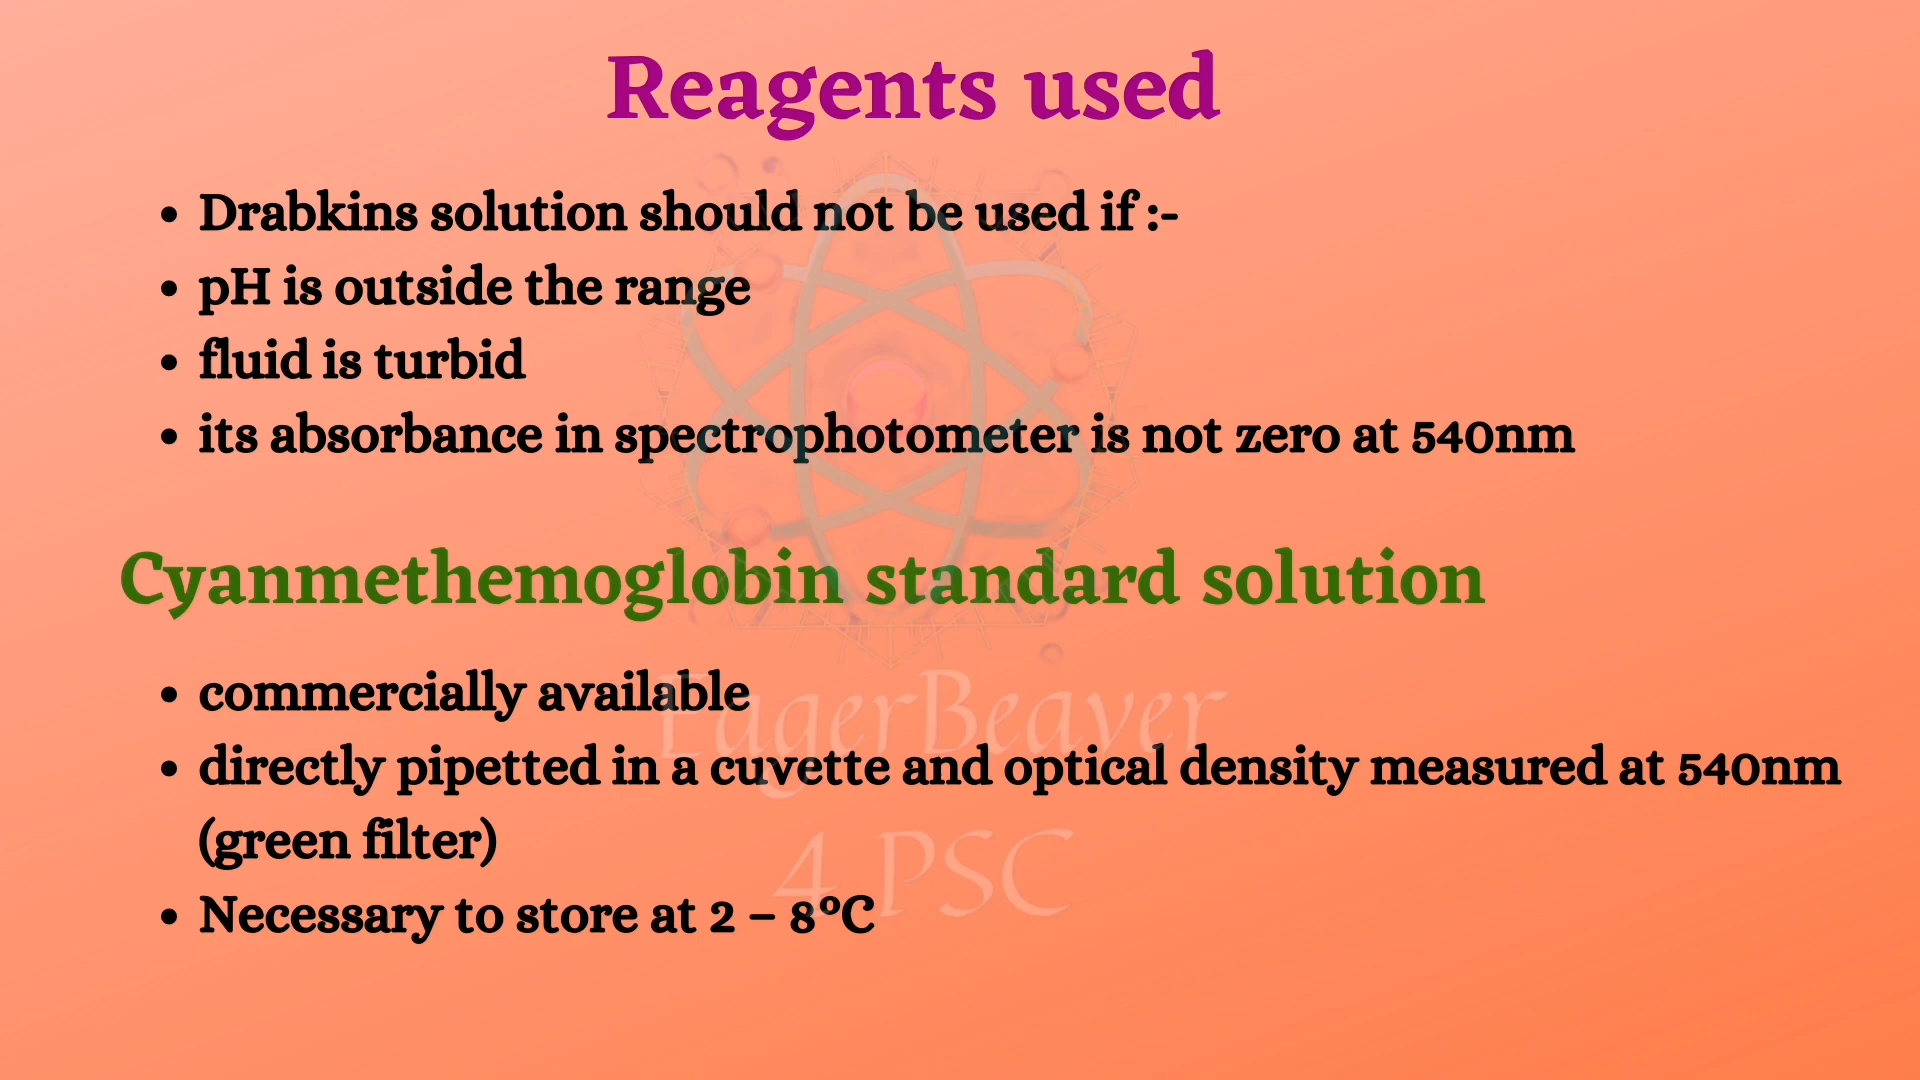 Reagents used
• Drabkins solution should not be used if :-
• pH is outside the range
• fluid is turbid
• its absorbance in spectrophotometer is not zero at 540nm
Cyanmethemoglobin standard solution
• commercially available
• directly pipetted in a cuvette and optical density measured at 540nm
(green filter)
• Necessary to store at 2 – 8ºC
EagerBeaver
4 PSC